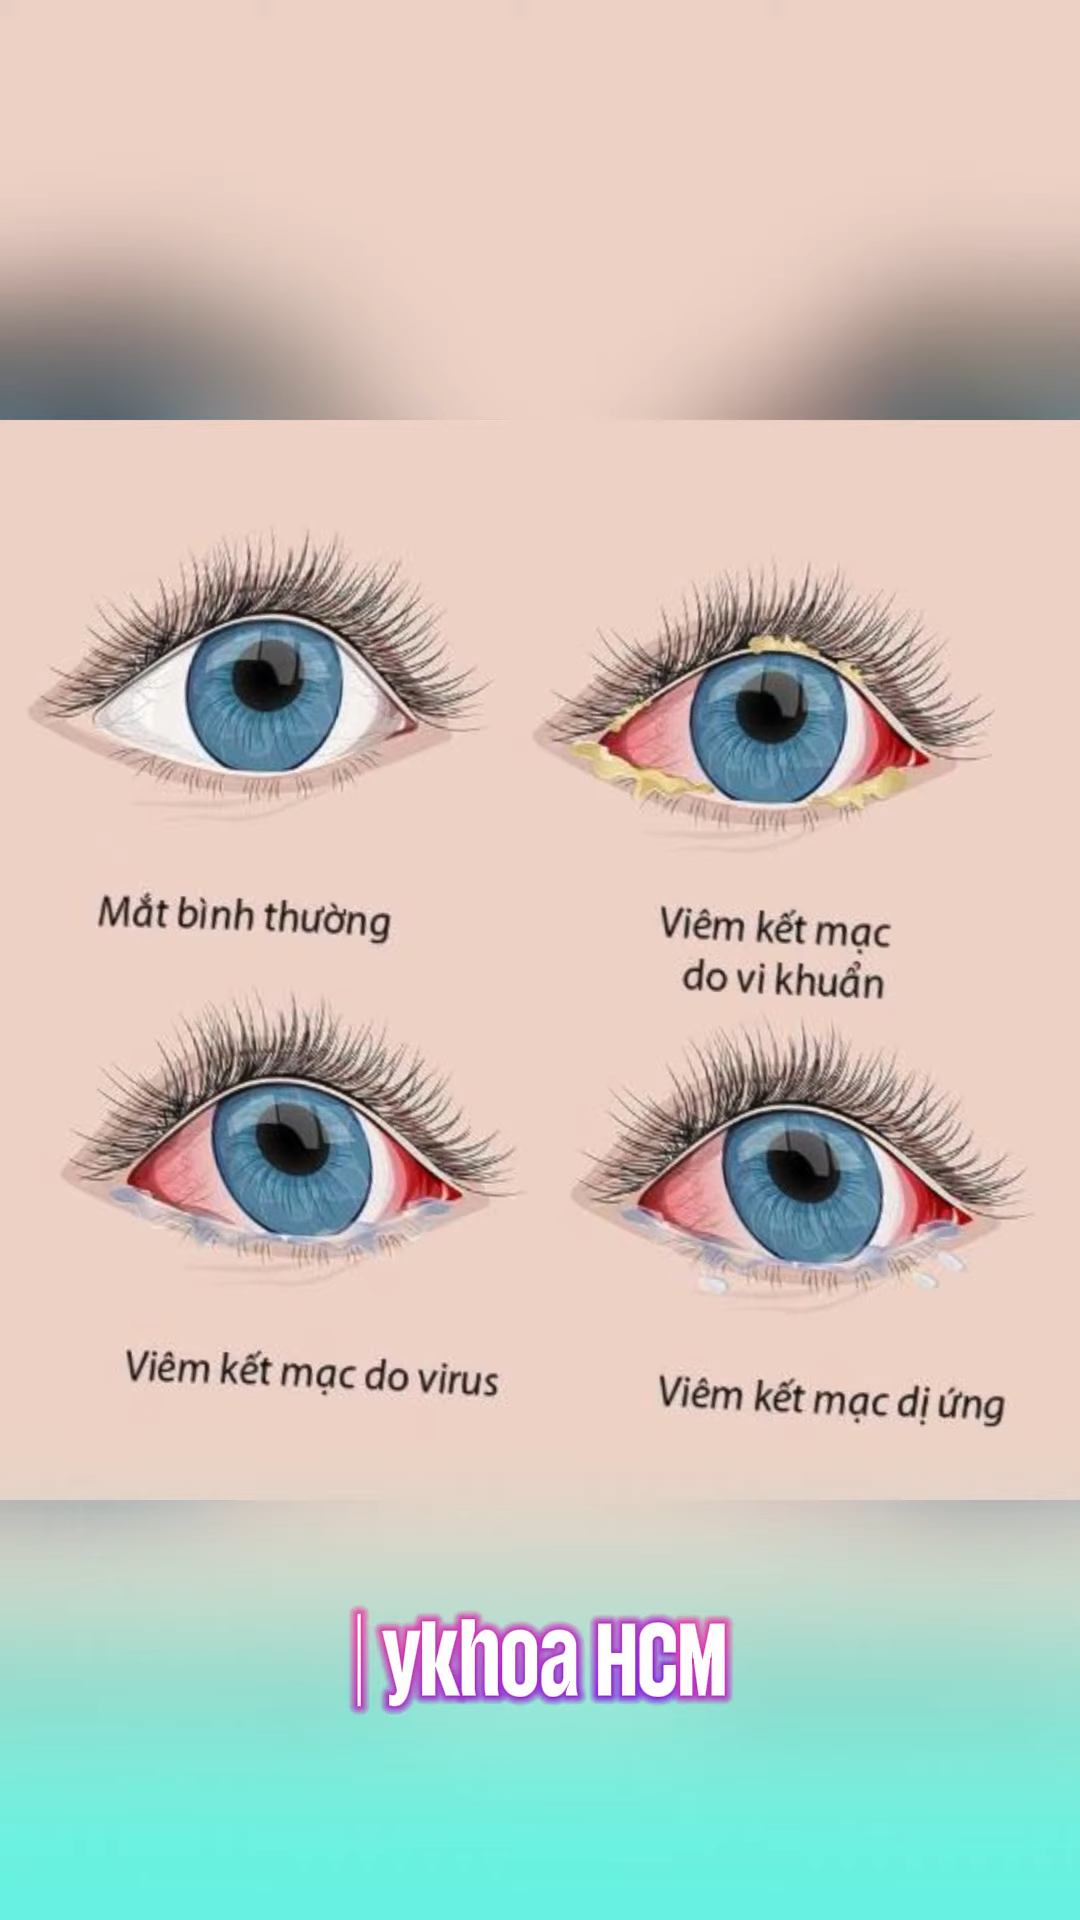 Mắt bình thường
Viêm kết mạc
do vi khuẩn
Viêm kết mạc do virus
Viêm kết mạc dị ứng
| ykhoa HCM